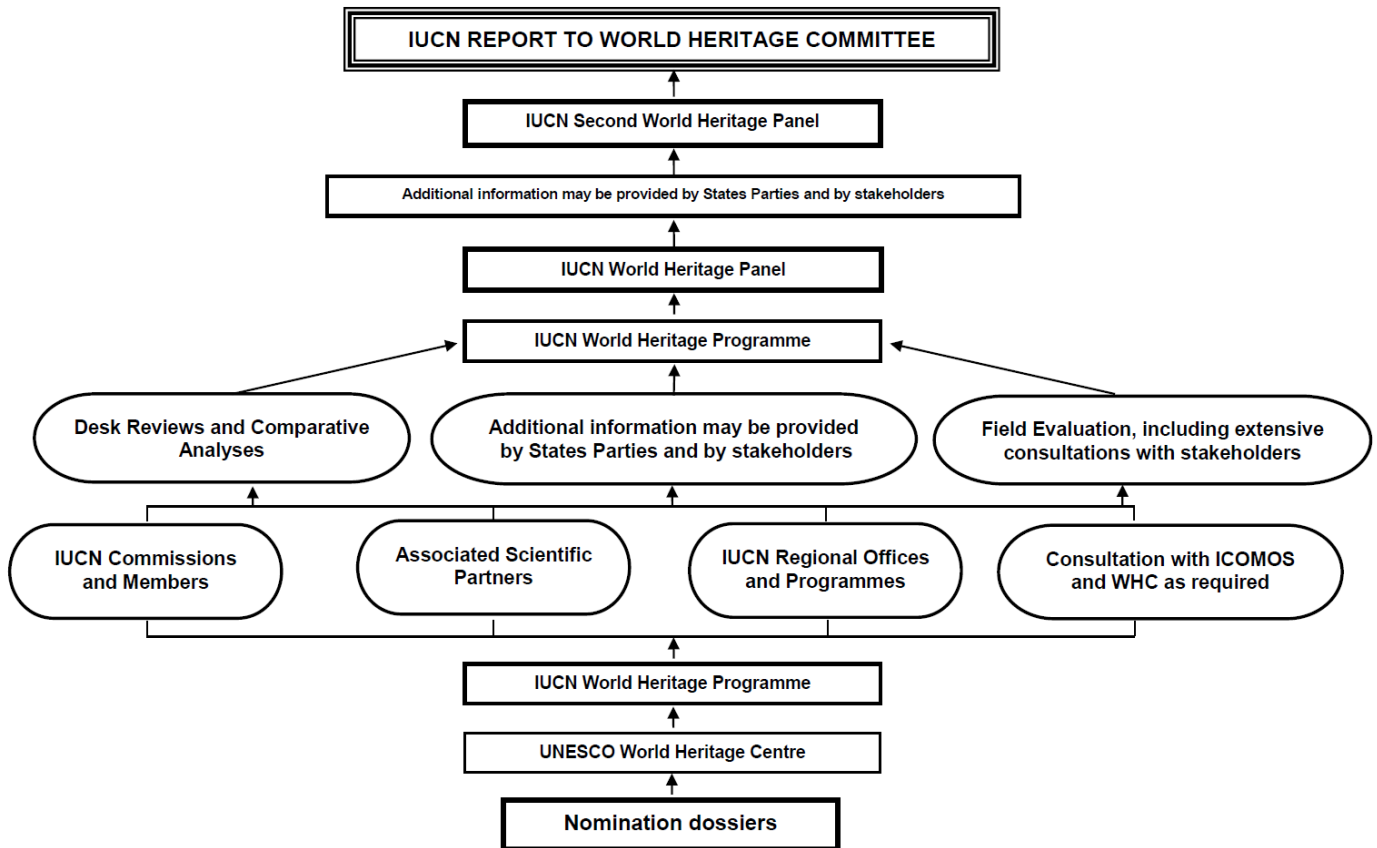 IUCN REPORT TO WORLD HERITAGE COMMITTEE
IUCN Second World Heritage Panel
Additional information may be provided by States Parties and by stakeholders
IUCN World Heritage Panel
IUCN World Heritage Programme
Desk Reviews and Comparative
Analyses
Additional information may be provided
by States Parties and by stakeholders
Field Evaluation, including extensive
consultations with stakeholders
IUCN Commissions
and Members
Associated Scientific
Partners
IUCN Regional Offices
and Programmes
Consultation with ICOMOS
and WHC as required
IUCN World Heritage Programme
UNESCO World Heritage Centre
Nomination dossiers